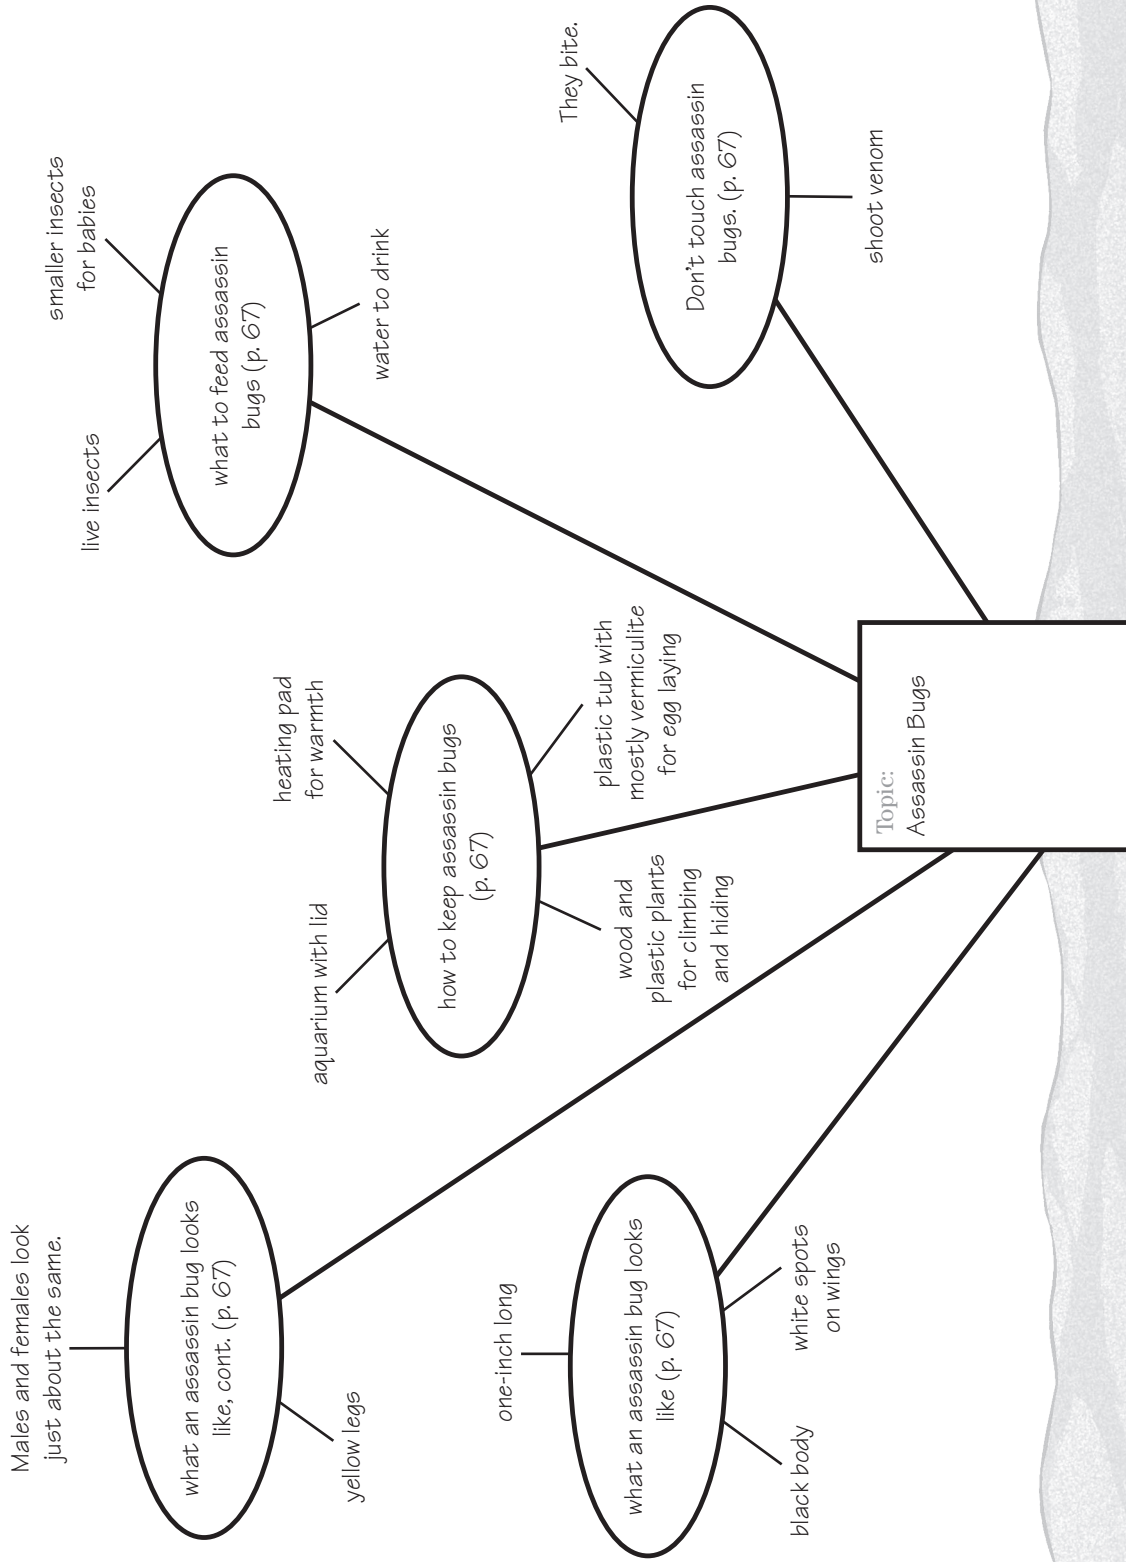 Males and females look
just about the same.
what an assassin bug looks
like, cont. (p. 67)
yellow legs
one-inch long
what an assassin bug looks
like (p. 67)
black body
white spots
on wings
aquarium with lid
heating pad
for warmth
how to keep assassin bugs
(p. 67)
wood and
plastic plants
for climbing
and hiding
plastic tub with
mostly vermiculite
for egg laying
live insects
smaller insects
for babies
what to feed assassin
bugs (p. 67)
water to drink
They bite.
Don't touch assassin
bugs. (p. 67)
shoot venom
Topic:
Assassin Bugs